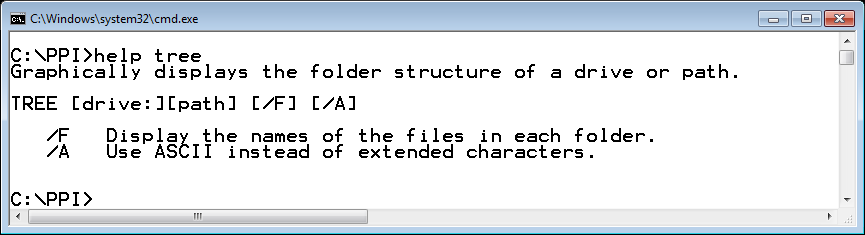 C:\Windows\system32\cmd.exe
C:\PPI>help tree
Graphically displays the folder structure of a drive or path.
TREE [drive:][path] [/F] [/A]
/F   Display the names of the files in each folder.
/A   Use ASCII instead of extended characters.
C:\PPI>